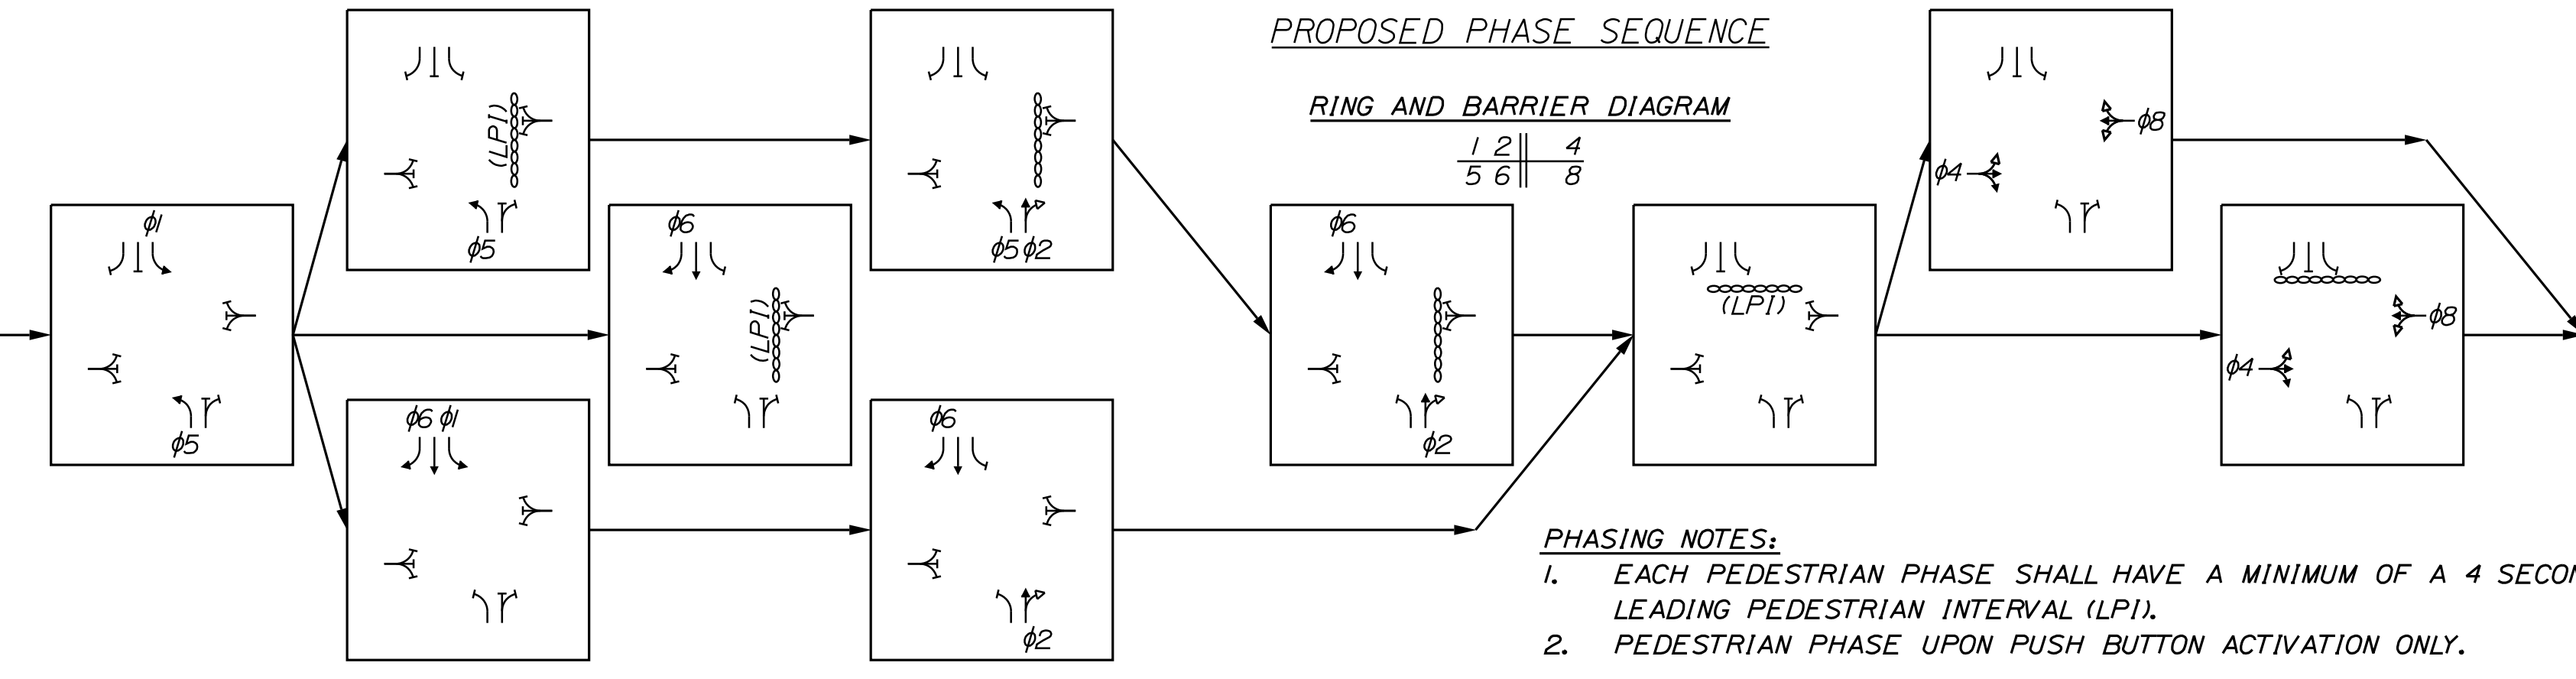 PROPOSED PHASE SEQUENCE
RING AND BARRIER DIAGRAM
1 2 4
5 6 8
ϕ1
ϕ5
(LPI)
ϕ5
ϕ6
(LPI)
ϕ6 ϕ1
ϕ5 ϕ2
ϕ6
ϕ2
ϕ6
ϕ2
(LPI)
ϕ8
ϕ4
ϕ8
ϕ4
PHASING NOTES:
1. EACH PEDESTRIAN PHASE SHALL HAVE A MINIMUM OF A 4 SECON
LEADING PEDESTRIAN INTERVAL (LPI).
2. PEDESTRIAN PHASE UPON PUSH BUTTON ACTIVATION ONLY.